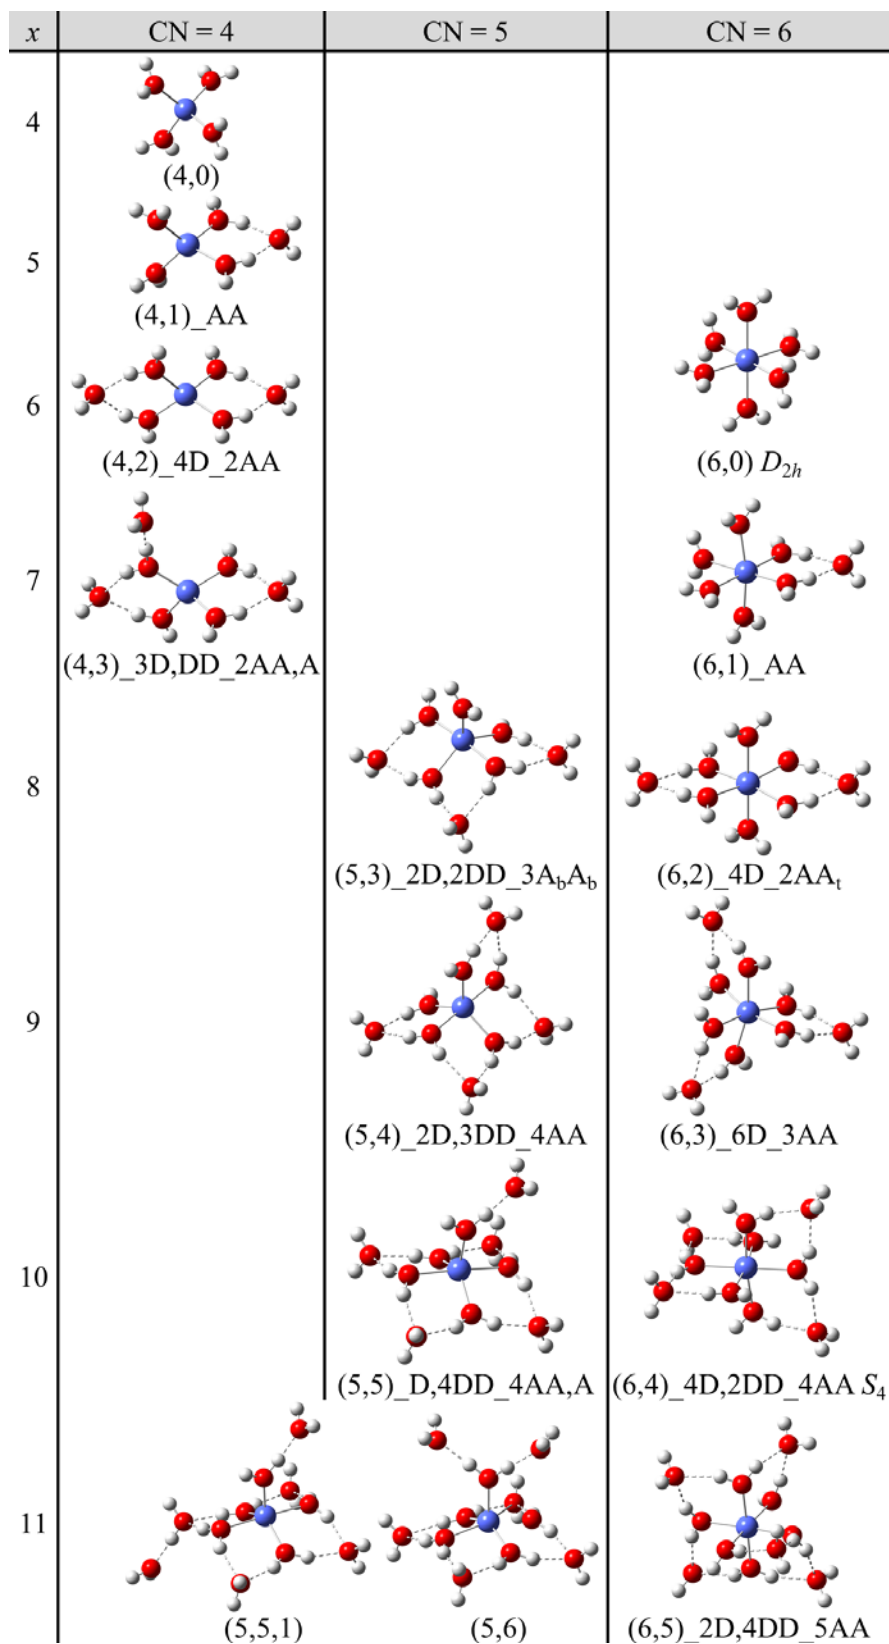 x CN = 4 CN = 5 CN = 6
4
(4,0)
5
(4,1)_AA
6
(4,2)_4D_2AA (6,0) D2h
7
(4,3)_3D,DD_2AA,A (6,1)_AA
8
(5,3)_2D,2DD_3AbAb (6,2)_4D_2AAt
9
(5,4)_2D,3DD_4AA (6,3)_6D_3AA
10
(5,5)_D,4DD_4AA,A (6,4)_4D,2DD_4AA S4
11
(5,5,1) (5,6) (6,5)_2D,4DD_5AA